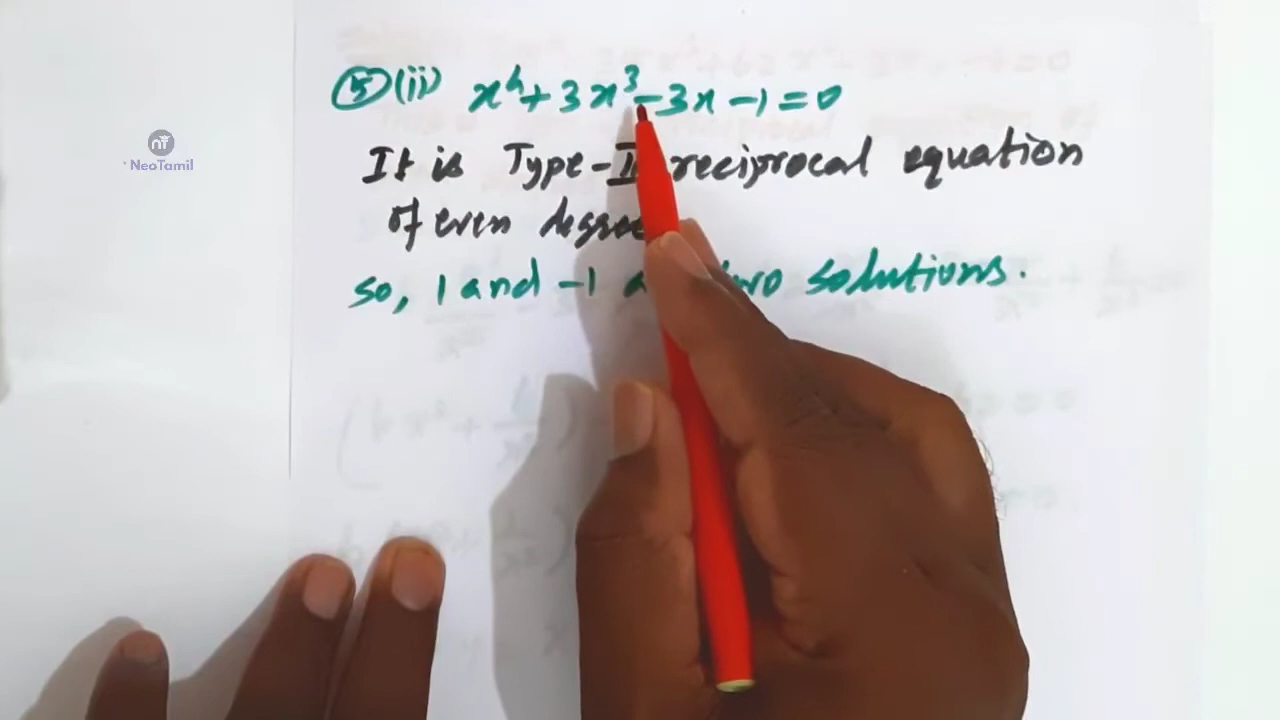 ⑤(ii) x⁴+3x³-3x-1=0
NeoTamil
It is Type-II reciprocal equation
of even degree
so, 1 and -1 two solutions.